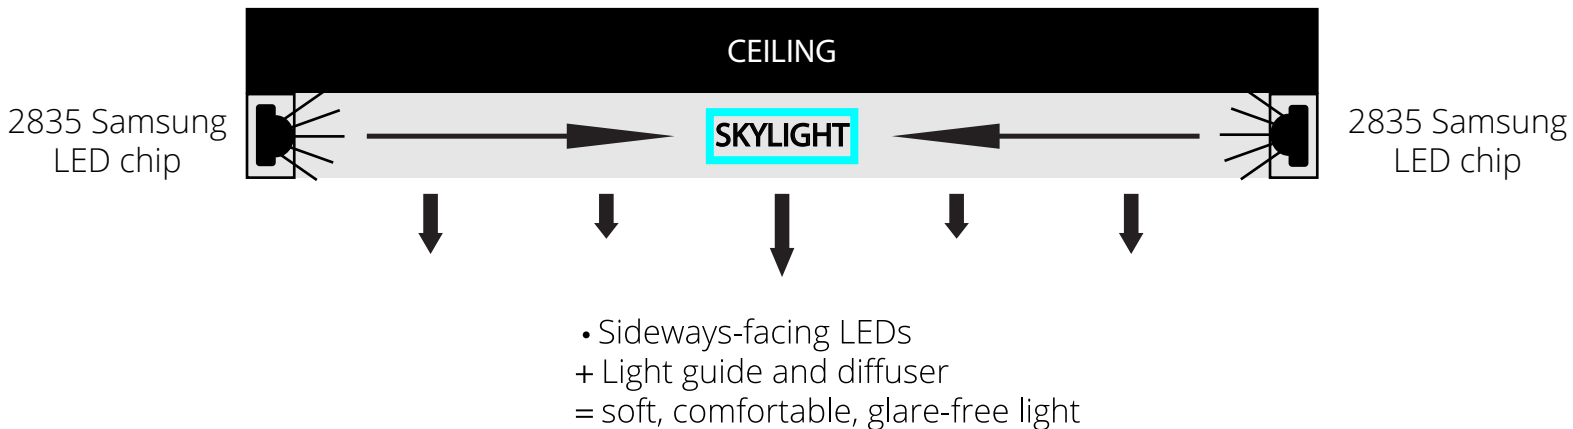 CEILING
2835 Samsung
LED chip
SKYLIGHT
2835 Samsung
LED chip
• Sideways-facing LEDs
+ Light guide and diffuser
= soft, comfortable, glare-free light